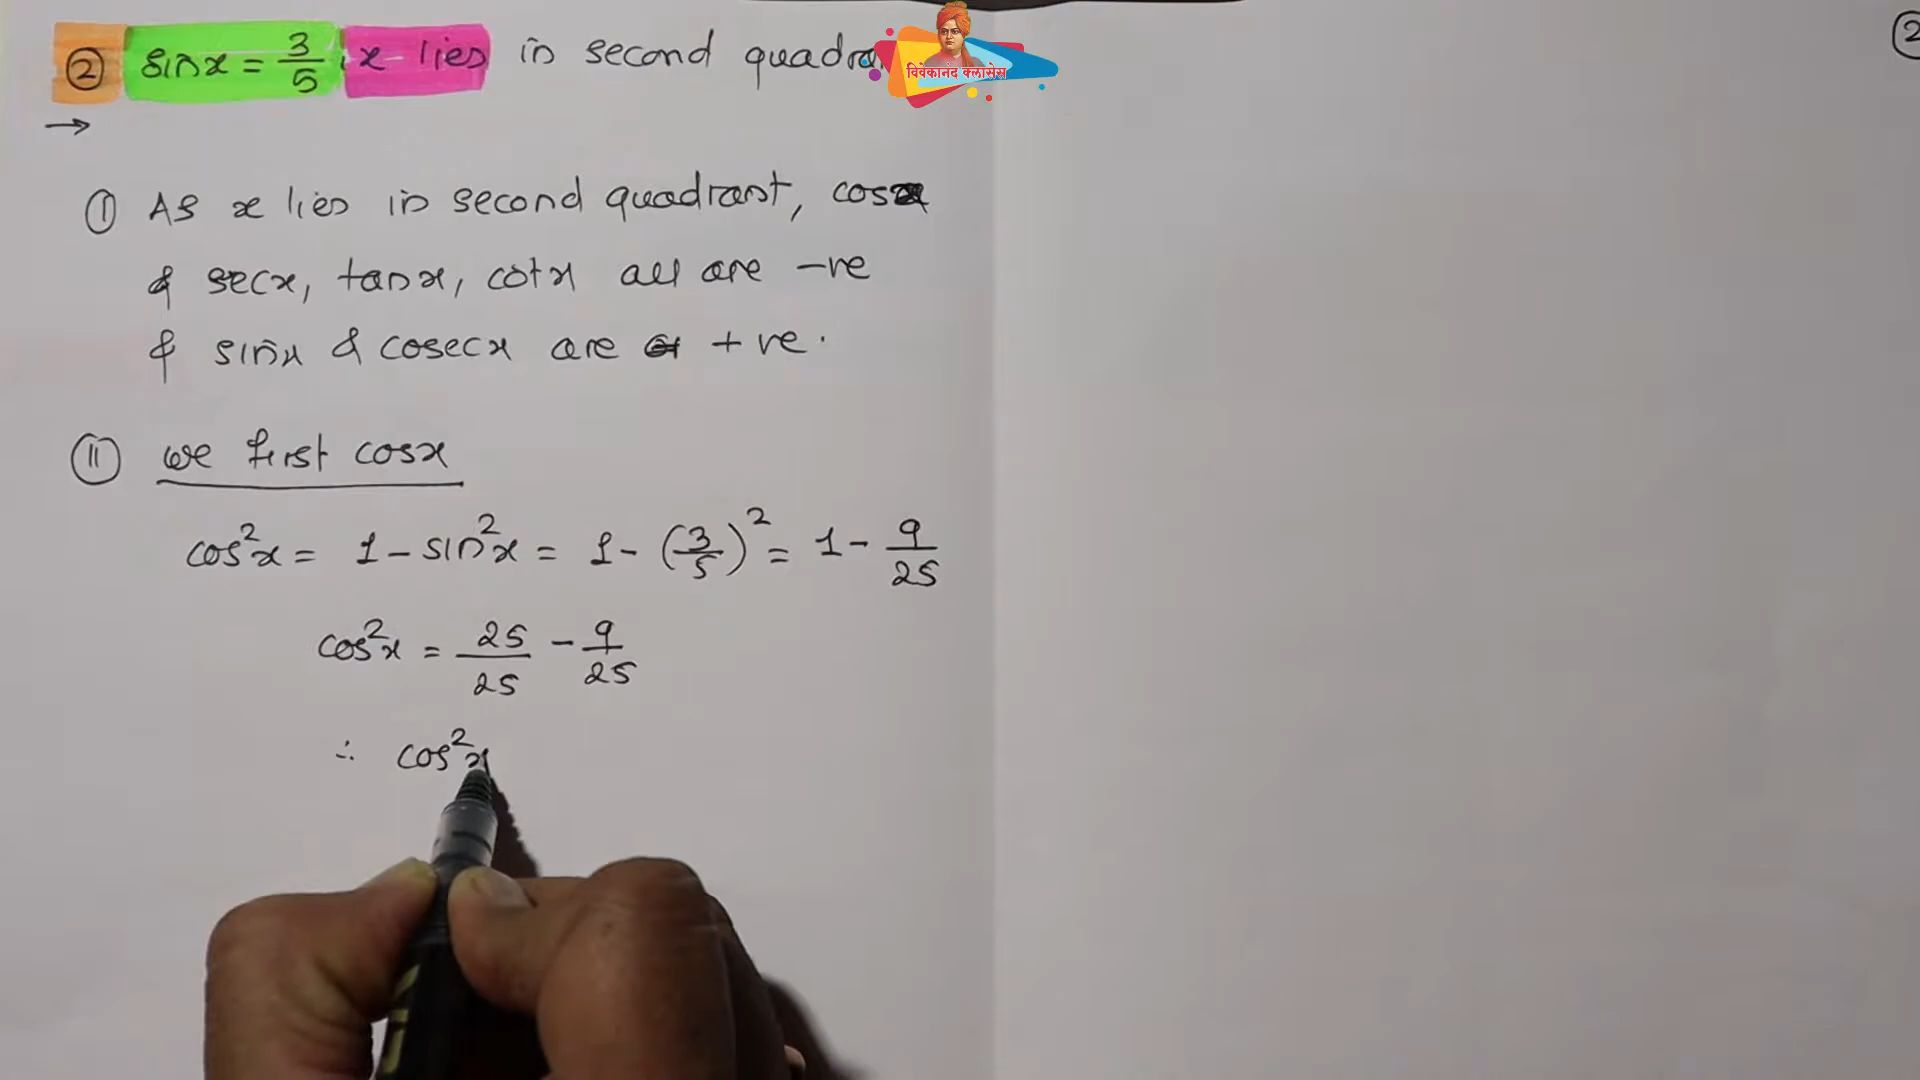 ② sinx = 3/5, x lies in second quadra
विवेकानंद क्लासेस
→
① As x lies in second quadrant, cosx
& secx, tanx, cotx all are -ve
& sinx & cosecx are +ve.
⑪ we first cosx
cos²x = 1 - sin²x = 1 - (3/5)² = 1 - 9/25
cos²x = 25/25 - 9/25
∴ cos²x